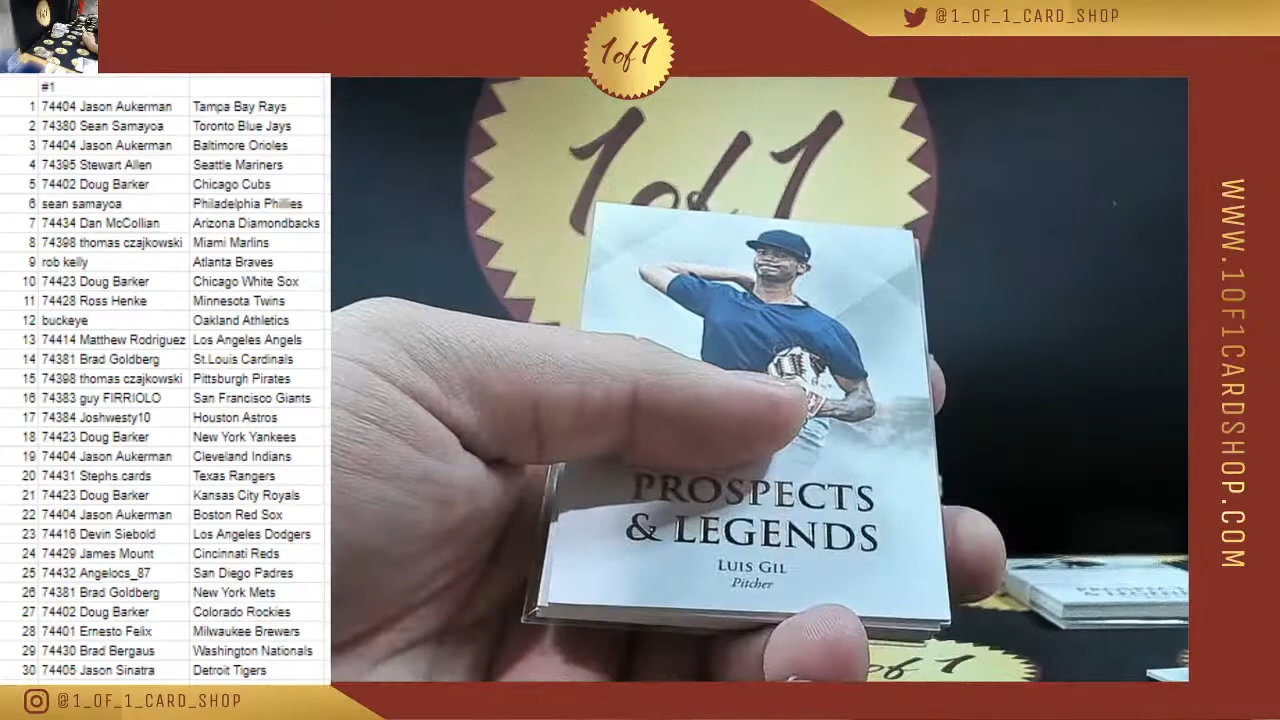 1 of 1
@1_OF_1_CARD_SHOP
#1
1 74404 Jason Aukerman Tampa Bay Rays
2 74380 Sean Samayoa Toronto Blue Jays
3 74404 Jason Aukerman Baltimore Orioles
4 74395 Stewart Allen Seattle Mariners
5 74402 Doug Barker Chicago Cubs
6 sean samayoa Philadelphia Phillies
7 74434 Dan McCollian Arizona Diamondbacks
8 74398 thomas czajkowski Miami Marlins
9 rob kelly Atlanta Braves
10 74423 Doug Barker Chicago White Sox
11 74428 Ross Henke Minnesota Twins
12 buckeye Oakland Athletics
13 74414 Matthew Rodriguez Los Angeles Angels
14 74381 Brad Goldberg St.Louis Cardinals
15 74398 thomas czajkowski Pittsburgh Pirates
16 74383 guy FIRRIOLO San Francisco Giants
17 74384 Joshwesty10 Houston Astros
18 74423 Doug Barker New York Yankees
19 74404 Jason Aukerman Cleveland Indians
20 74431 Stephs.cards Texas Rangers
21 74423 Doug Barker Kansas City Royals
22 74404 Jason Aukerman Boston Red Sox
23 74416 Devin Siebold Los Angeles Dodgers
24 74429 James Mount Cincinnati Reds
25 74432 Angelocs_87 San Diego Padres
26 74381 Brad Goldberg New York Mets
27 74402 Doug Barker Colorado Rockies
28 74401 Ernesto Felix Milwaukee Brewers
29 74430 Brad Bergaus Washington Nationals
30 74405 Jason Sinatra Detroit Tigers
1 of 1
PROSPECTS
& LEGENDS
LUIS GIL
Pitcher
PROSPECTS
& LEGENDS
of 1
WWW.1OF1CARDSHOP.COM
@1_OF_1_CARD_SHOP